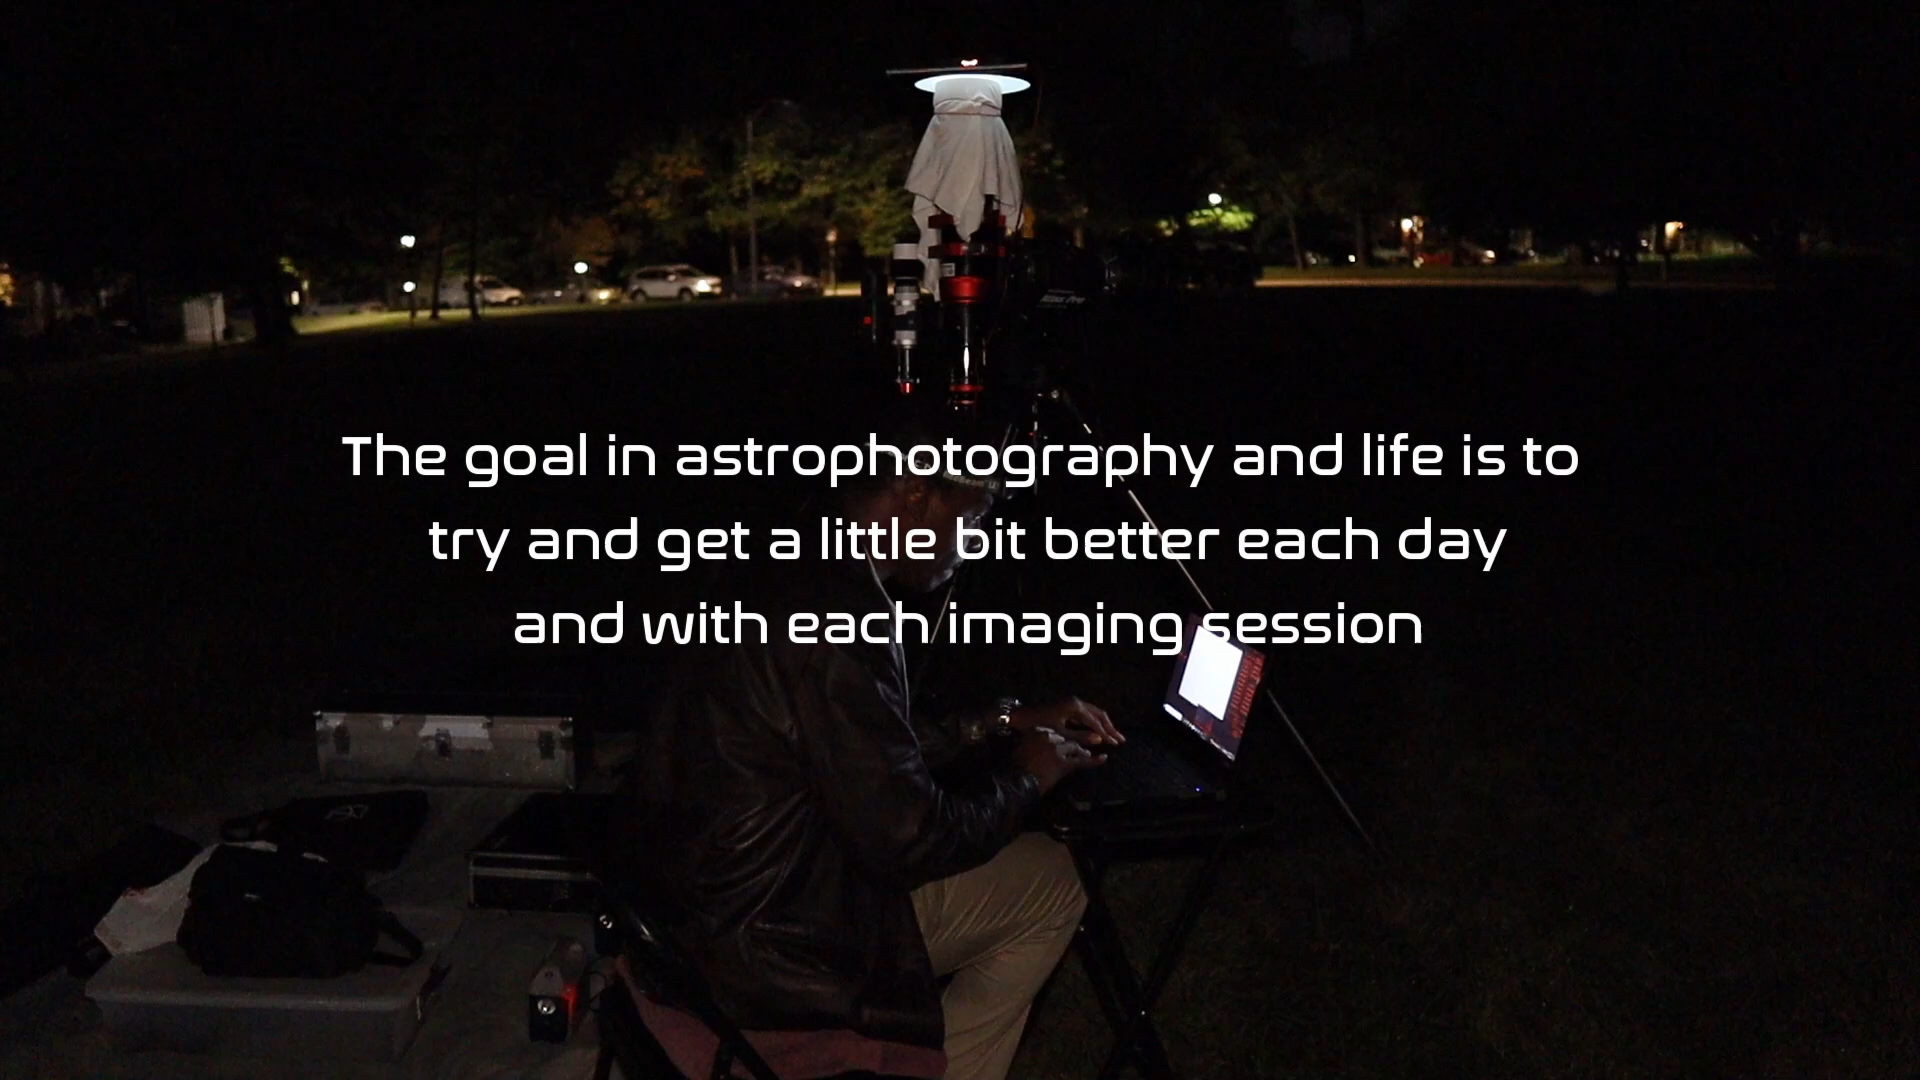 The goal in astrophotography and life is to
try and get a little bit better each day
and with each imaging session